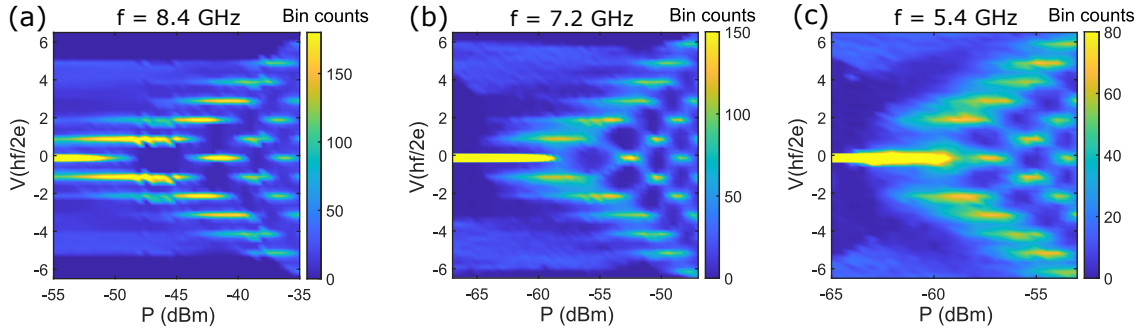 (a) f = 8.4 GHz Bin counts
6
4
2
0
-2
-4
-6
V(hf/2e)
-55 -50 -45 -40 -35
P (dBm)
150
100
50
0
(b) f = 7.2 GHz Bin counts
6
4
2
0
-2
-4
-6
V(hf/2e)
-65 -60 -55 -50
P (dBm)
150
100
50
0
(c) f = 5.4 GHz Bin counts
6
4
2
0
-2
-4
-6
V(hf/2e)
-65 -60 -55
P (dBm)
80
60
40
20
0